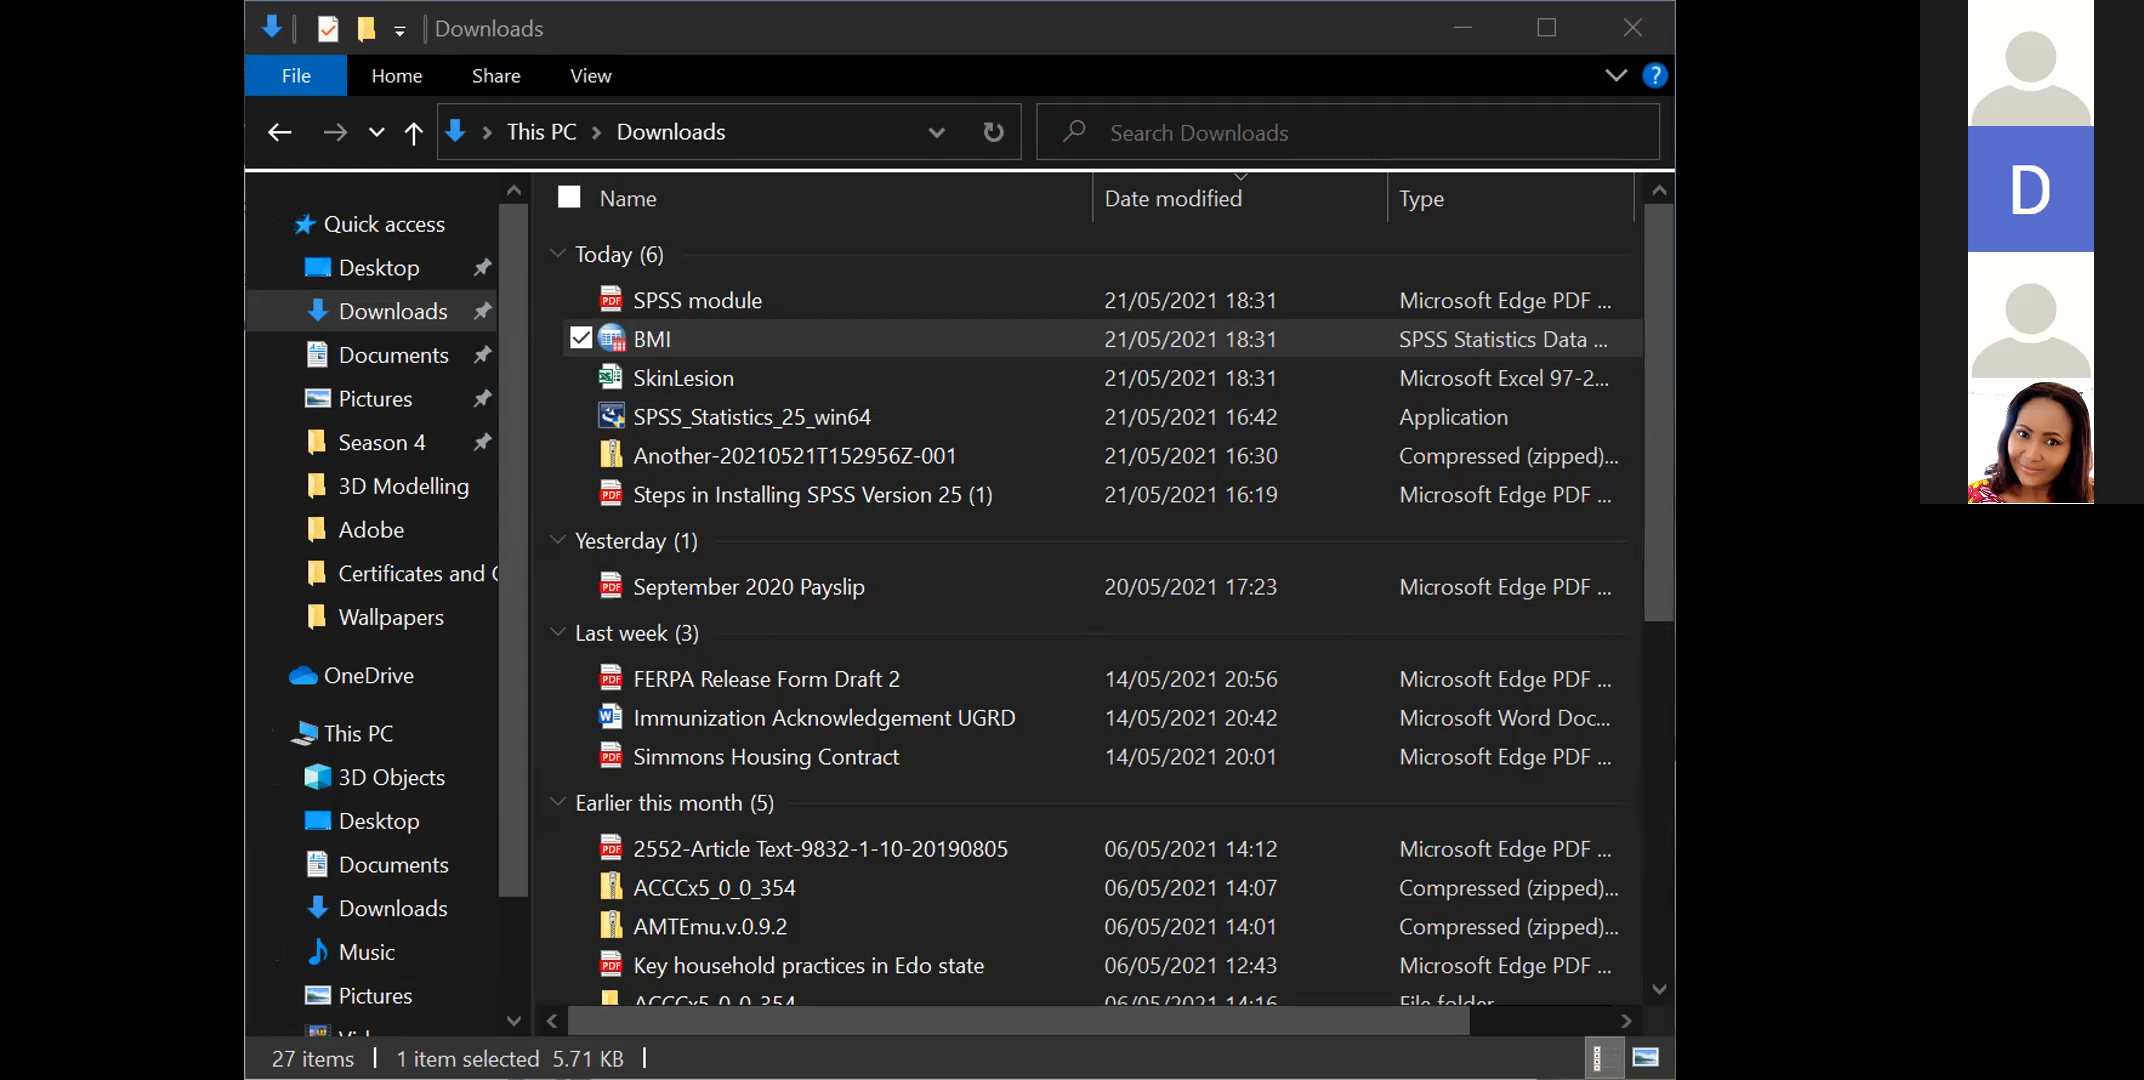 Downloads
File Home Share View
This PC Downloads
Search Downloads
Name Date modified Type
Quick access
Desktop
Downloads
Documents
Pictures
Season 4
3D Modelling
Adobe
Certificates and
Wallpapers
OneDrive
This PC
3D Objects
Desktop
Documents
Downloads
Music
Pictures
Today (6)
SPSS module 21/05/2021 18:31 Microsoft Edge PDF ...
BMI 21/05/2021 18:31 SPSS Statistics Data ...
SkinLesion 21/05/2021 18:31 Microsoft Excel 97-2...
SPSS_Statistics_25_win64 21/05/2021 16:42 Application
Another-20210521T152956Z-001 21/05/2021 16:30 Compressed (zipped)...
Steps in Installing SPSS Version 25 (1) 21/05/2021 16:19 Microsoft Edge PDF ...
Yesterday (1)
September 2020 Payslip 20/05/2021 17:23 Microsoft Edge PDF ...
Last week (3)
FERPA Release Form Draft 2 14/05/2021 20:56 Microsoft Edge PDF ...
Immunization Acknowledgement UGRD 14/05/2021 20:42 Microsoft Word Doc...
Simmons Housing Contract 14/05/2021 20:01 Microsoft Edge PDF ...
Earlier this month (5)
2552-Article Text-9832-1-10-20190805 06/05/2021 14:12 Microsoft Edge PDF ...
ACCCx5_0_0_354 06/05/2021 14:07 Compressed (zipped)...
AMTEmu.v.0.9.2 06/05/2021 14:01 Compressed (zipped)...
Key household practices in Edo state 06/05/2021 12:43 Microsoft Edge PDF ...
ACCCx5_0_0_354 06/05/2021 14:16 File folder
27 items 1 item selected 5.71 KB
D